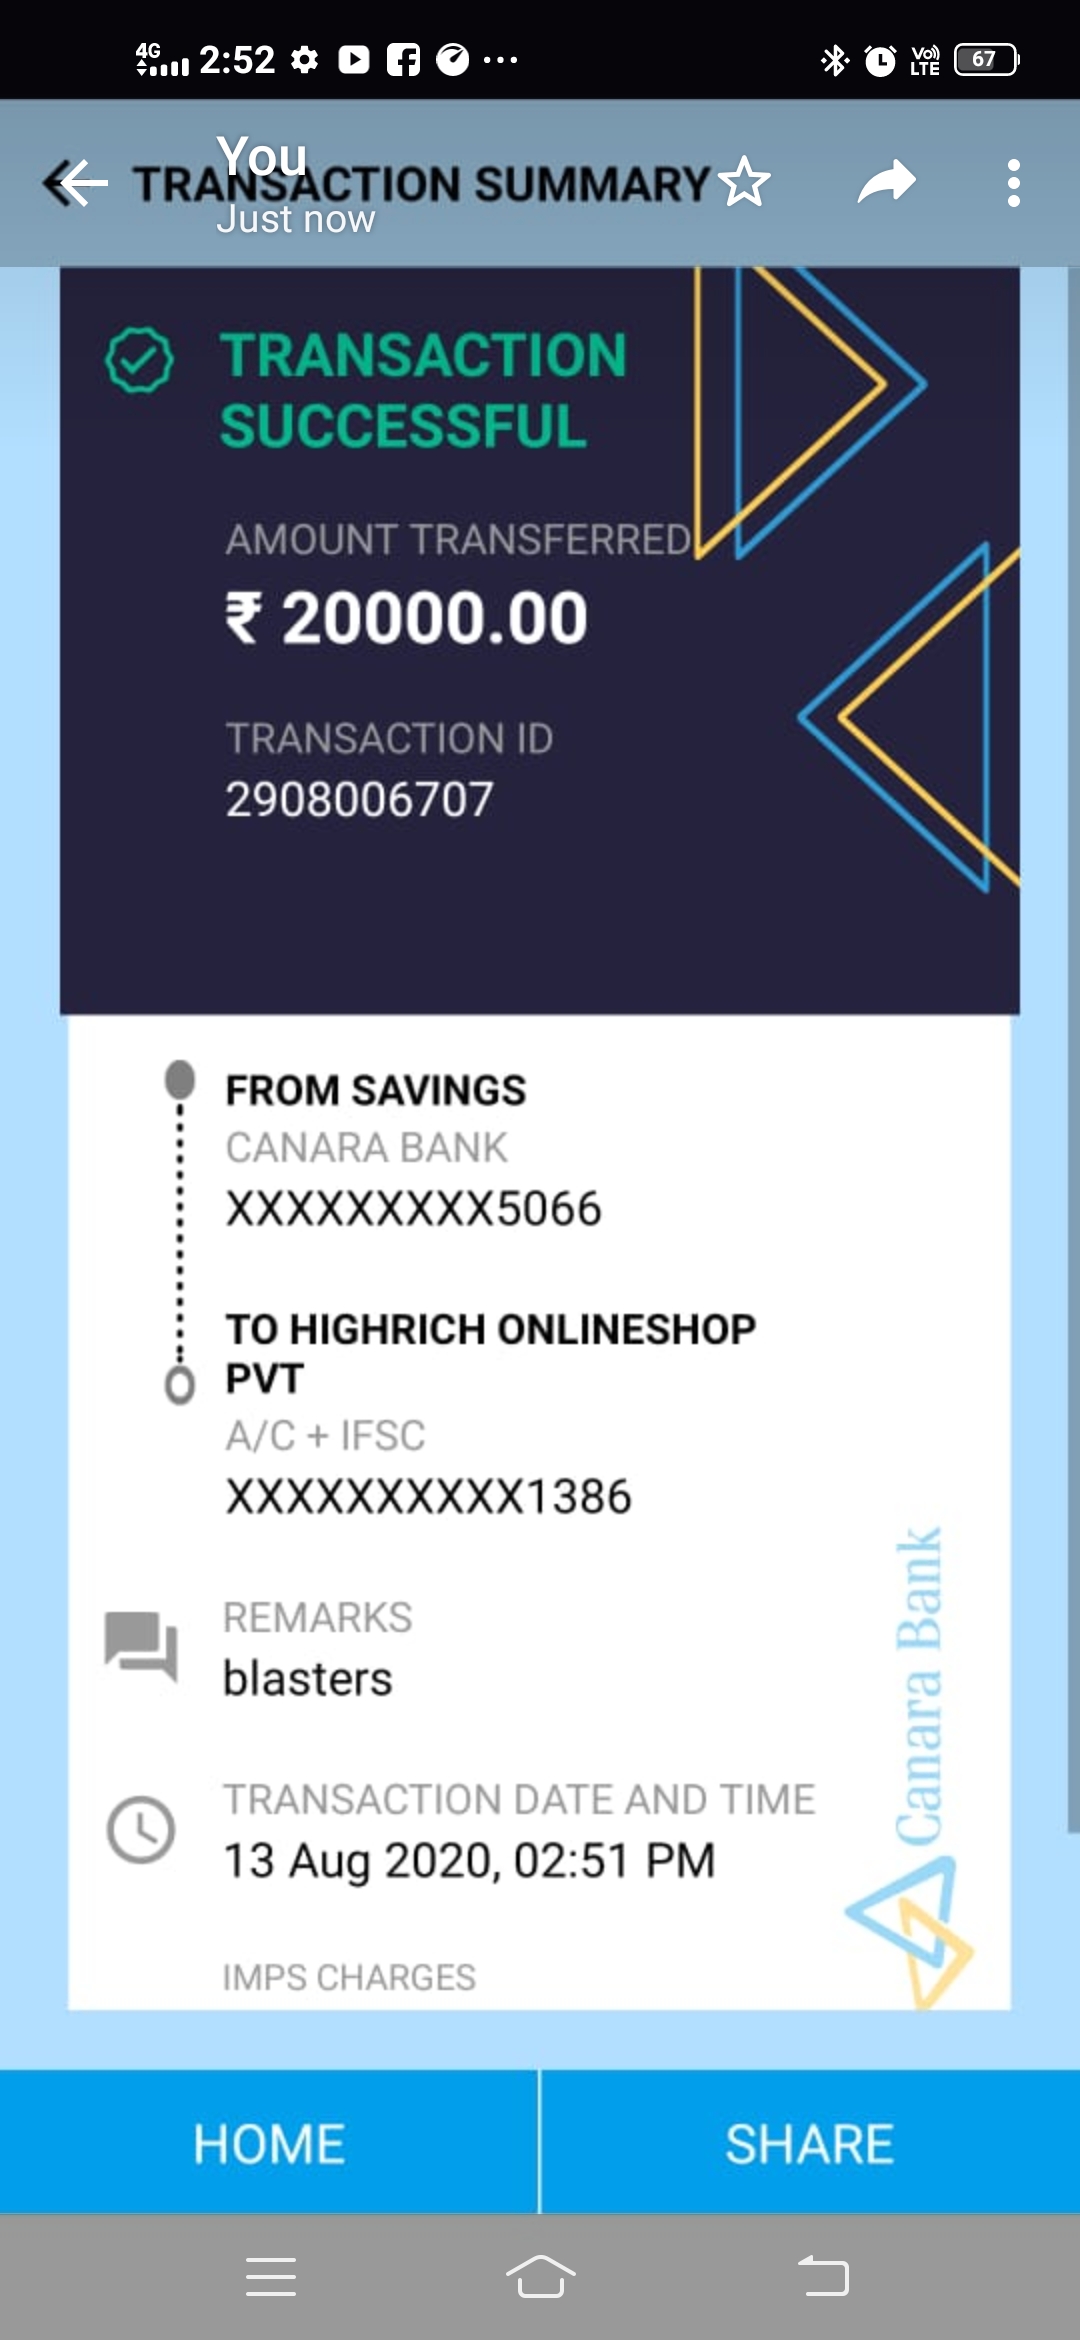 4G 2:52 Vo) LTE 67
You
TRANSACTION SUMMARY
Just now
TRANSACTION
SUCCESSFUL
AMOUNT TRANSFERRED
₹ 20000.00
TRANSACTION ID
2908006707
FROM SAVINGS
CANARA BANK
XXXXXXXXX5066
TO HIGHRICH ONLINESHOP
PVT
A/C + IFSC
XXXXXXXXXX1386
REMARKS
blasters
TRANSACTION DATE AND TIME
13 Aug 2020, 02:51 PM
IMPS CHARGES
Canara Bank
HOME
SHARE